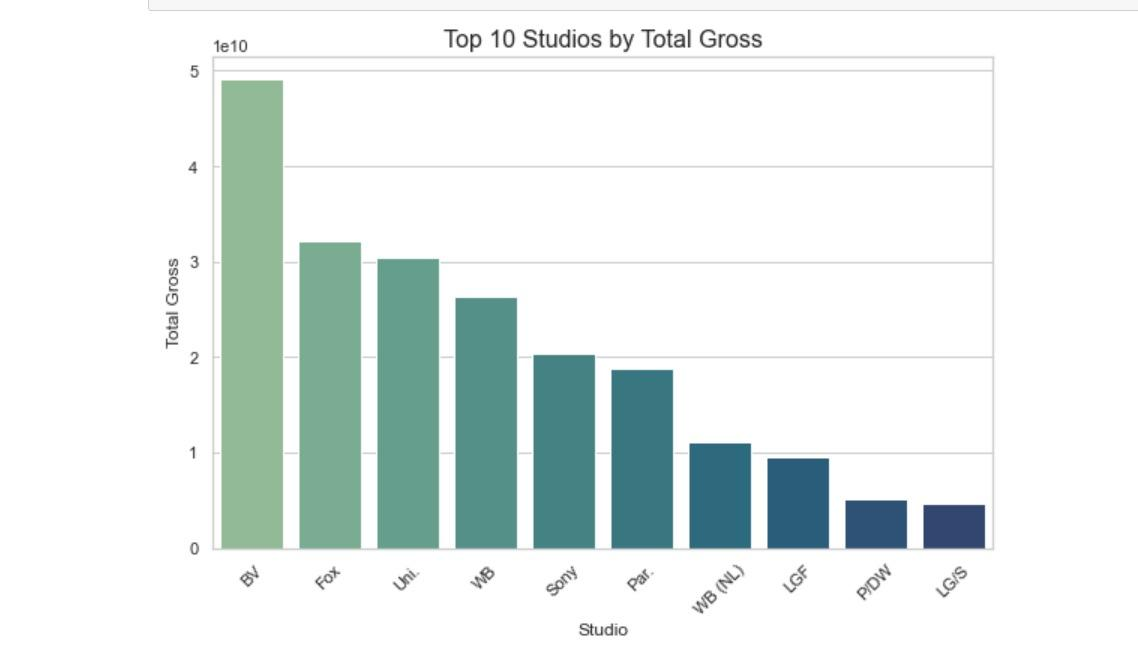 Top 10 Studios by Total Gross
1e10
5
4
3
2
1
0
Total Gross
BV
Fox
Uni.
WB
Sony
Par.
WB (NL)
LGF
P/DW
LG/S
Studio